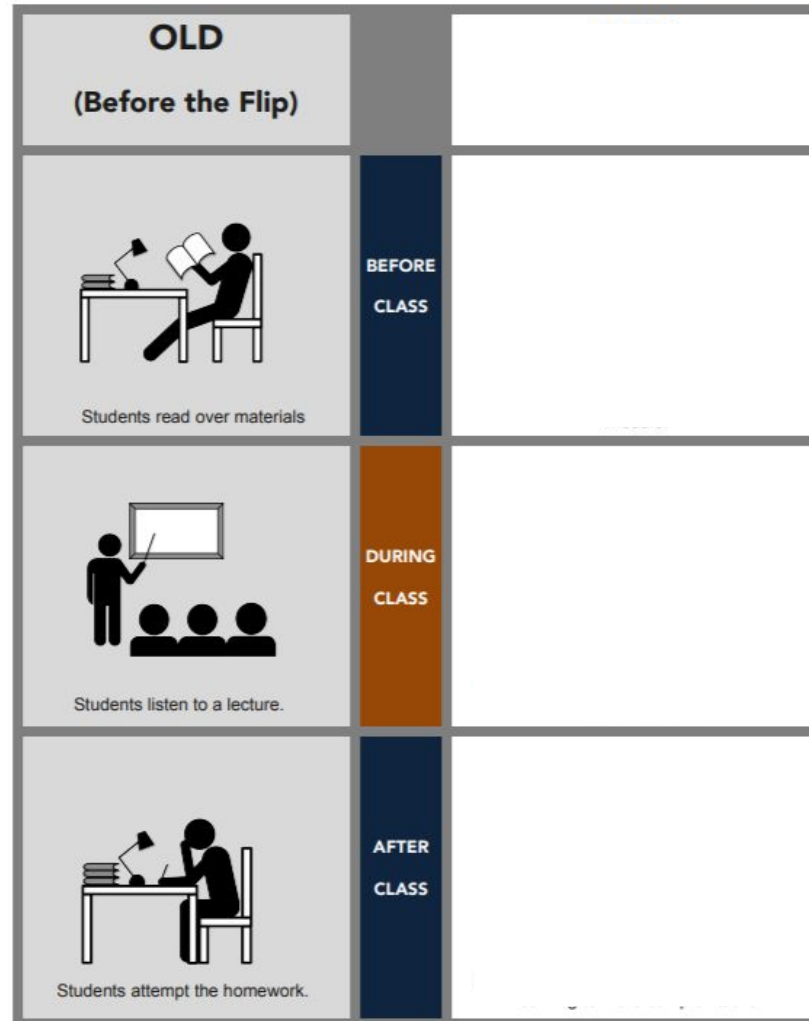 OLD
(Before the Flip)
BEFORE
CLASS
Students read over materials
DURING
CLASS
Students listen to a lecture.
AFTER
CLASS
Students attempt the homework.